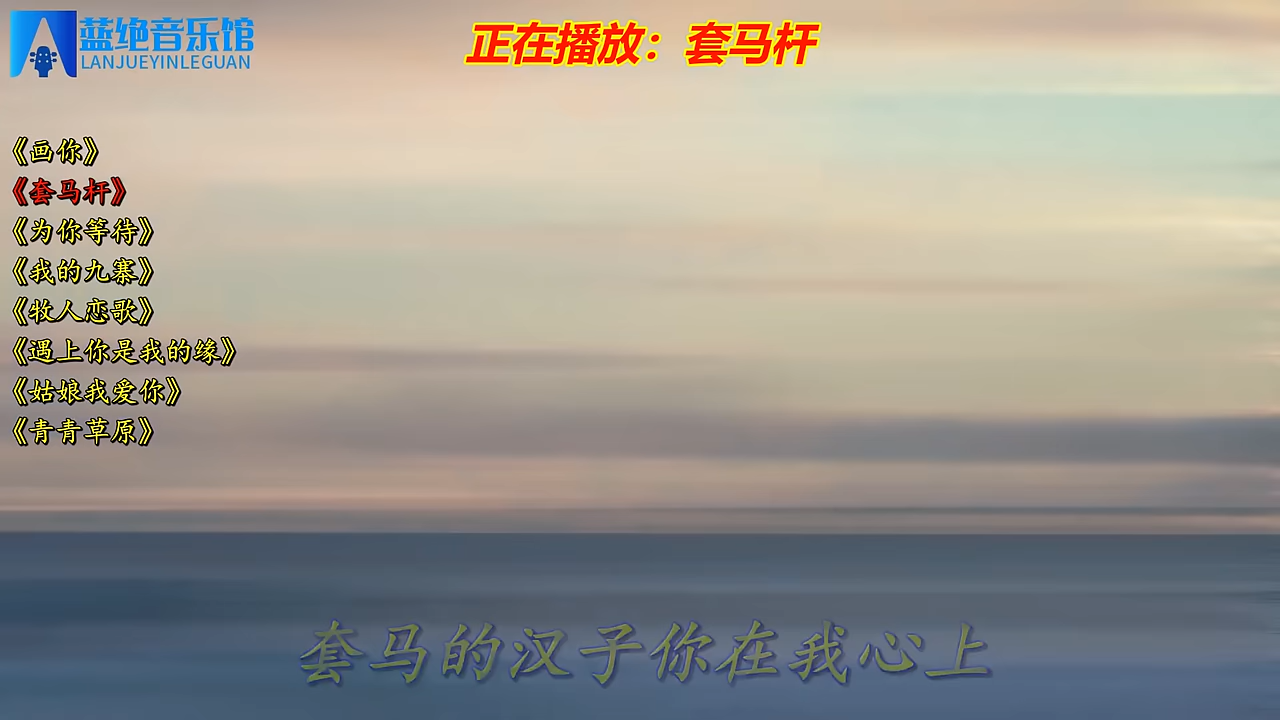 蓝绝音乐馆
LANJUEYINLEGUAN
正在播放：套马杆
《画你》
《套马杆》
《为你等待》
《我的九寨》
《牧人恋歌》
《遇上你是我的缘》
《姑娘我爱你》
《青青草原》
套马的汉子你在我心上